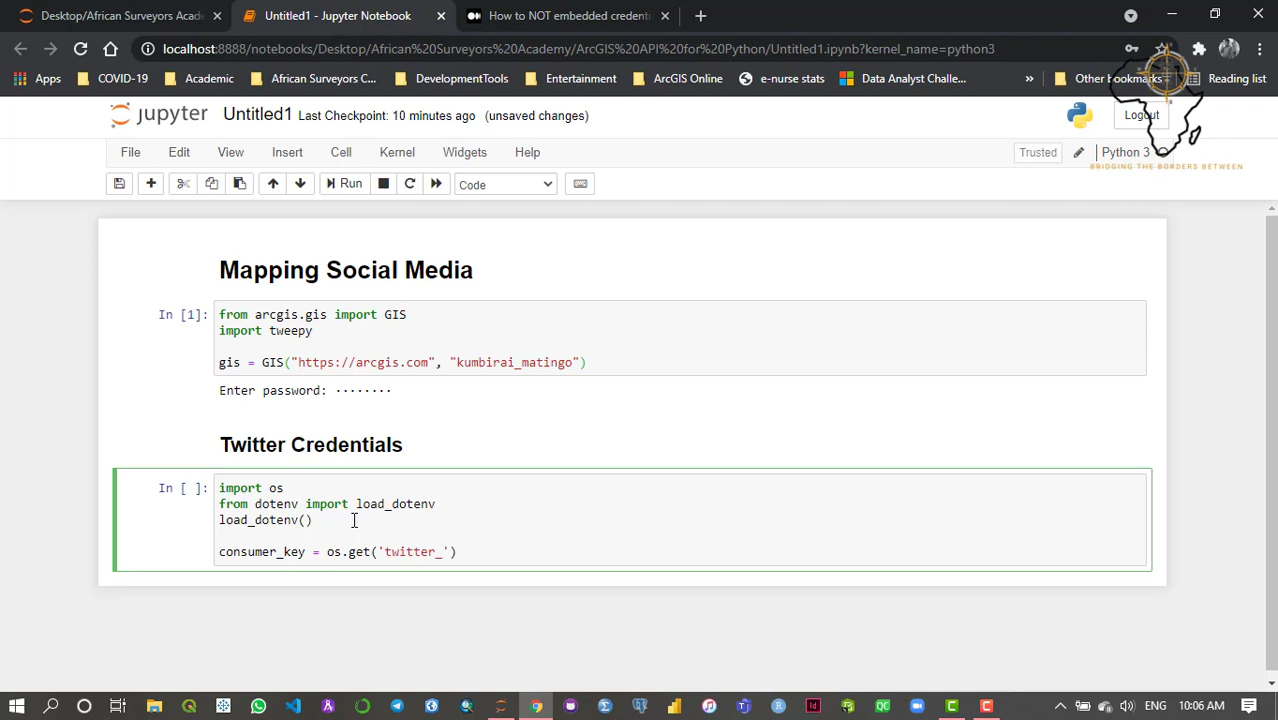 Desktop/African Surveyors Acade
Untitled1 - Jupyter Notebook
How to NOT embedded credenti
localhost:8888/notebooks/Desktop/African%20Surveyors%20Academy/ArcGIS%20API%20for%20Python/Untitled1.ipynb?kernel_name=python3
Apps
COVID-19
Academic
African Surveyors C...
DevelopmentTools
Entertainment
ArcGIS Online
e-nurse stats
Data Analyst Challe...
»
Other bookmarks
Reading list
jupyter
Untitled1 Last Checkpoint: 10 minutes ago (unsaved changes)
Logout
File Edit View Insert Cell Kernel Widgets Help
Trusted
Python 3
BRIDGING THE BORDERS BETWEEN
Run
Code
Mapping Social Media
In [1]:
from arcgis.gis import GIS
import tweepy
gis = GIS("https://arcgis.com", "kumbirai_matingo")
Enter password: ········
Twitter Credentials
In [ ]:
import os
from dotenv import load_dotenv
load_dotenv()
consumer_key = os.get('twitter_')
ENG
10:06 AM